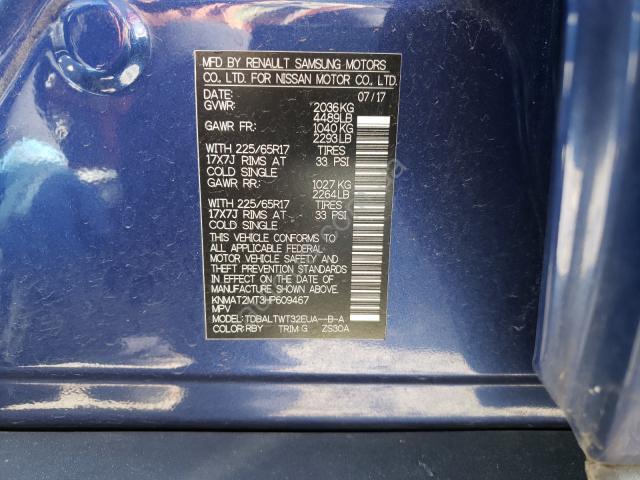 MFD BY RENAULT SAMSUNG MOTORS
CO., LTD. FOR NISSAN MOTOR CO., LTD.
DATE: 07/17
GVWR: 2036KG
4489LB
GAWR FR: 1040 KG
2293LB
WITH 225/65R17 TIRES
17X7J RIMS AT 33 PSI
COLD SINGLE
GAWR RR: 1027 KG
2264LB
WITH 225/65R17 TIRES
17X7J RIMS AT 33 PSI
COLD SINGLE
THIS VEHICLE CONFORMS TO
ALL APPLICABLE FEDERAL
MOTOR VEHICLE SAFETY AND
THEFT PREVENTION STANDARDS
IN EFFECT ON THE DATE OF
MANUFACTURE SHOWN ABOVE.
KNMAT2MT3HP609467
MPV
MODEL: TDBALTWT32EUA--B-A
COLOR: RBY TRIM: G ZS30A